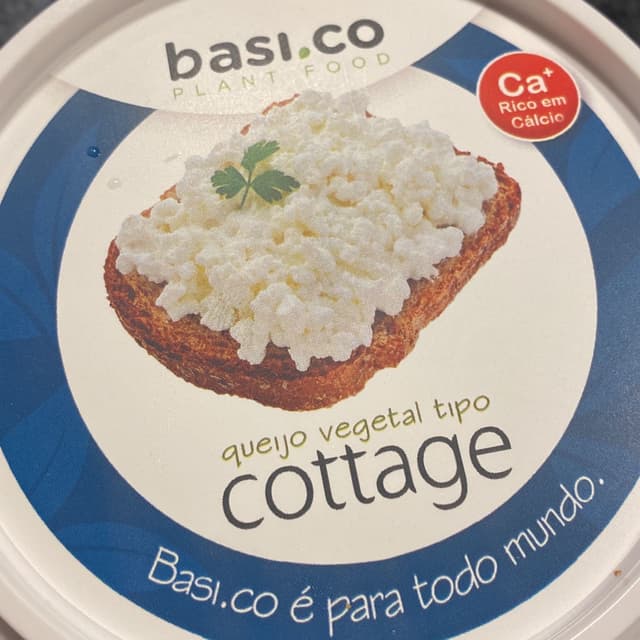 basi.co
PLANT FOOD
Ca+
Rico em
Cálcio
queijo vegetal tipo
cottage
Basi.co é para todo mundo.